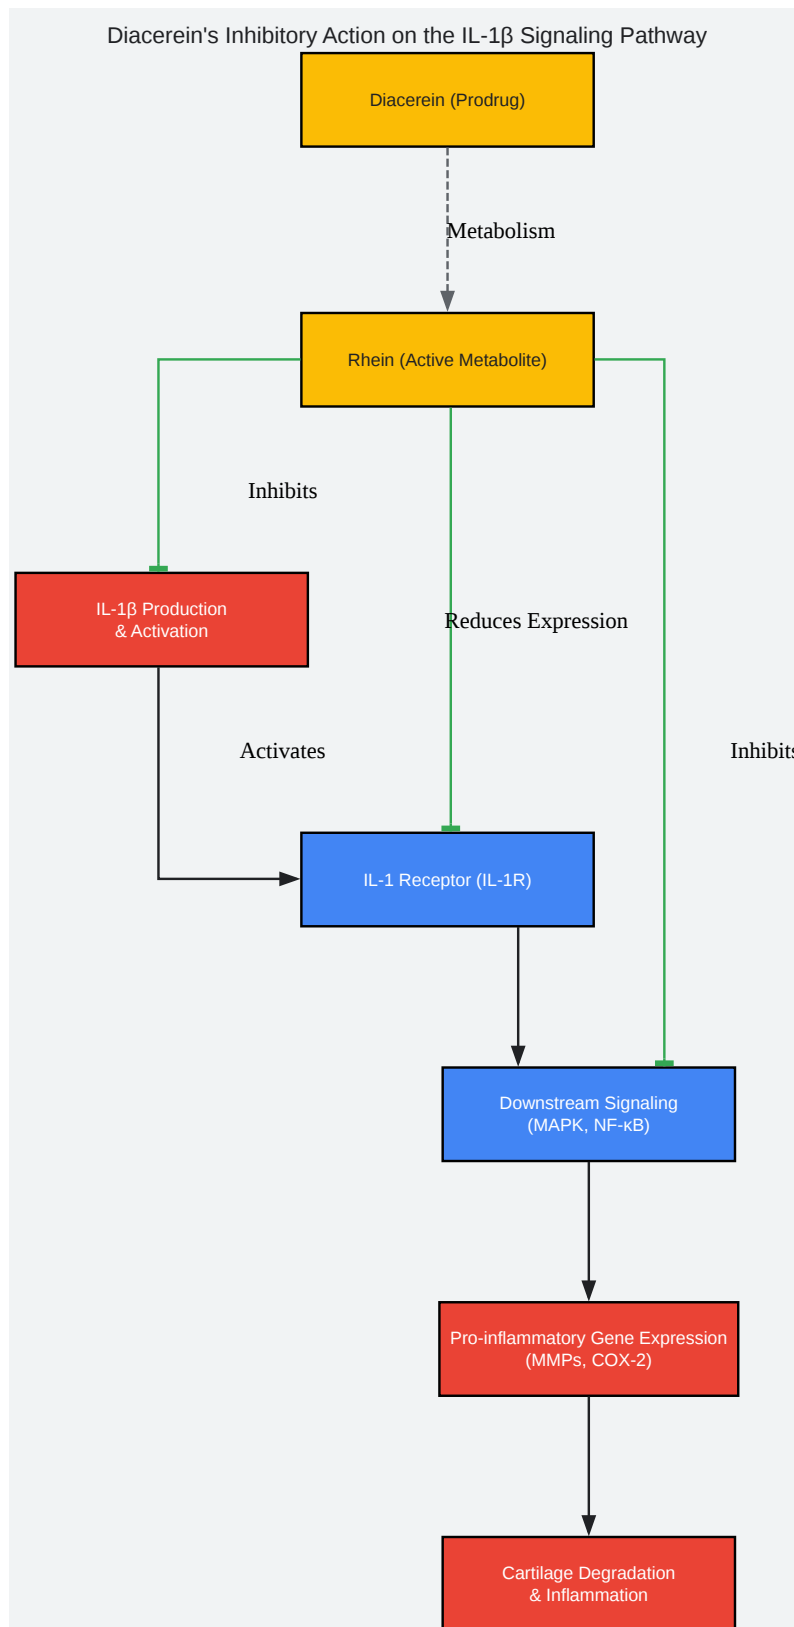 Diacerein's Inhibitory Action on the IL-1β Signaling Pathway
Diacerein (Prodrug)
Metabolism
Rhein (Active Metabolite)
Inhibits
IL-1β Production
& Activation
Reduces Expression
Activates
Inhibits
IL-1 Receptor (IL-1R)
Downstream Signaling
(MAPK, NF-κB)
Pro-inflammatory Gene Expression
(MMPs, COX-2)
Cartilage Degradation
& Inflammation